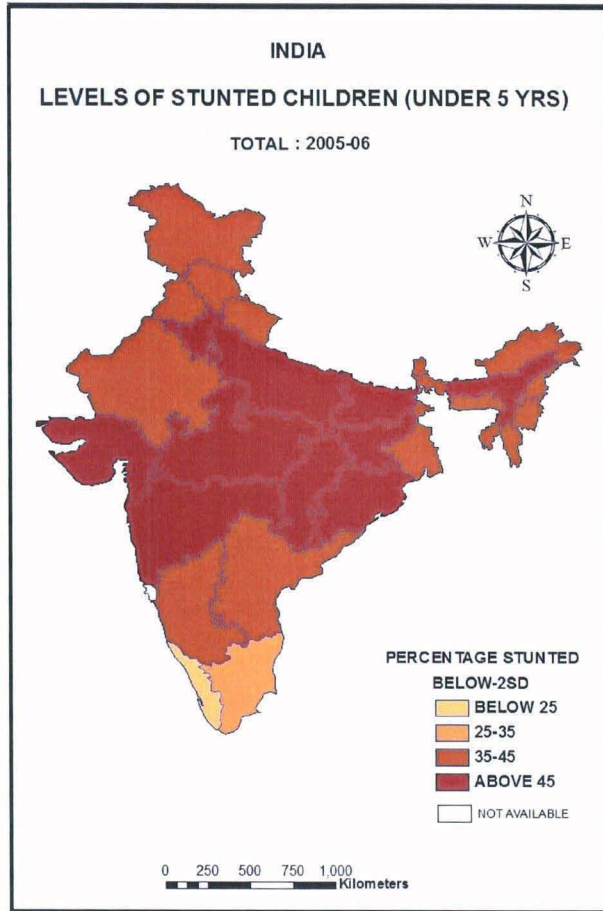 INDIA
LEVELS OF STUNTED CHILDREN (UNDER 5 YRS)
TOTAL : 2005-06
N
W E
S
PERCENTAGE STUNTED
BELOW-2SD
BELOW 25
25-35
35-45
ABOVE 45
NOT AVAILABLE
0 250 500 750 1,000
Kilometers